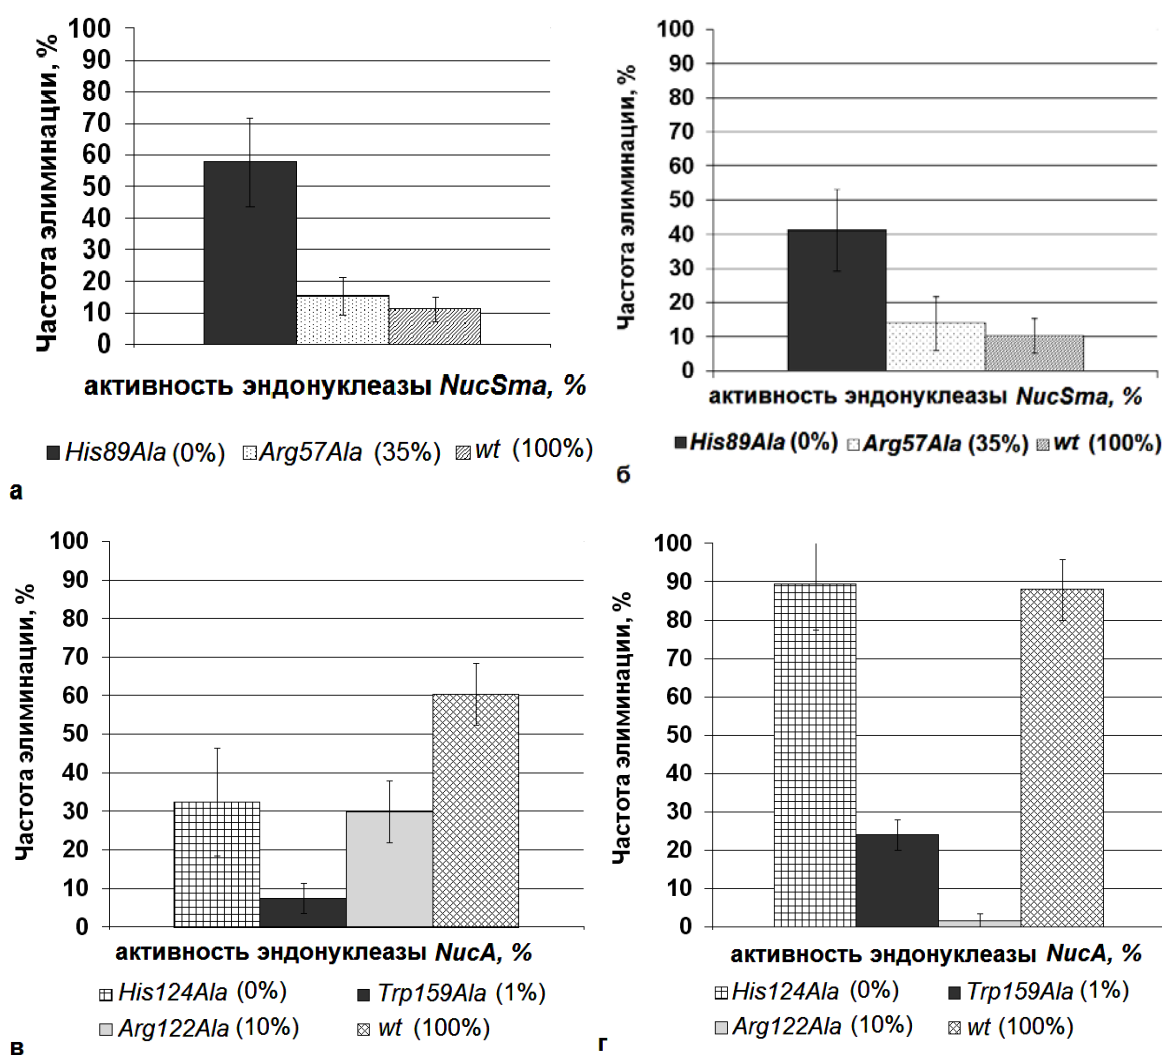 Частота элиминации, %
100
90
80
70
60
50
40
30
20
10
0
активность эндонуклеазы NucSma, %
His89Ala (0%) Arg57Ala (35%) wt (100%)
а
Частота элиминации, %
100
90
80
70
60
50
40
30
20
10
0
активность эндонуклеазы NucSma, %
His89Ala (0%) Arg57Ala (35%) wt (100%)
б
Частота элиминации, %
100
90
80
70
60
50
40
30
20
10
0
активность эндонуклеазы NucA, %
His124Ala (0%) Trp159Ala (1%)
Arg122Ala (10%) wt (100%)
в
Частота элиминации, %
100
90
80
70
60
50
40
30
20
10
0
активность эндонуклеазы NucA, %
His124Ala (0%) Trp159Ala (1%)
Arg122Ala (10%) wt (100%)
г